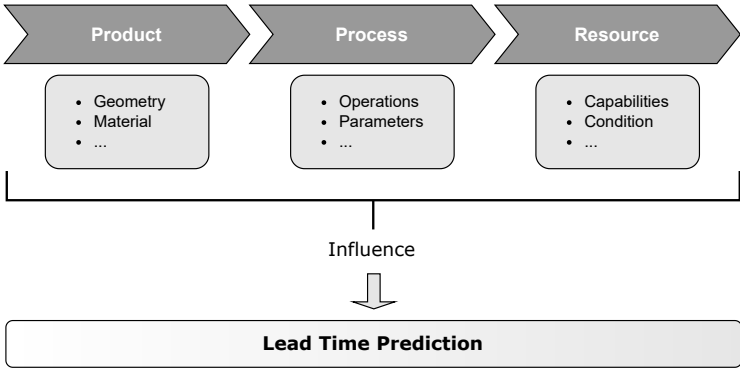 Product
Process
Resource
• Geometry
• Material
• ...
• Operations
• Parameters
• ...
• Capabilities
• Condition
• ...
Influence
Lead Time Prediction